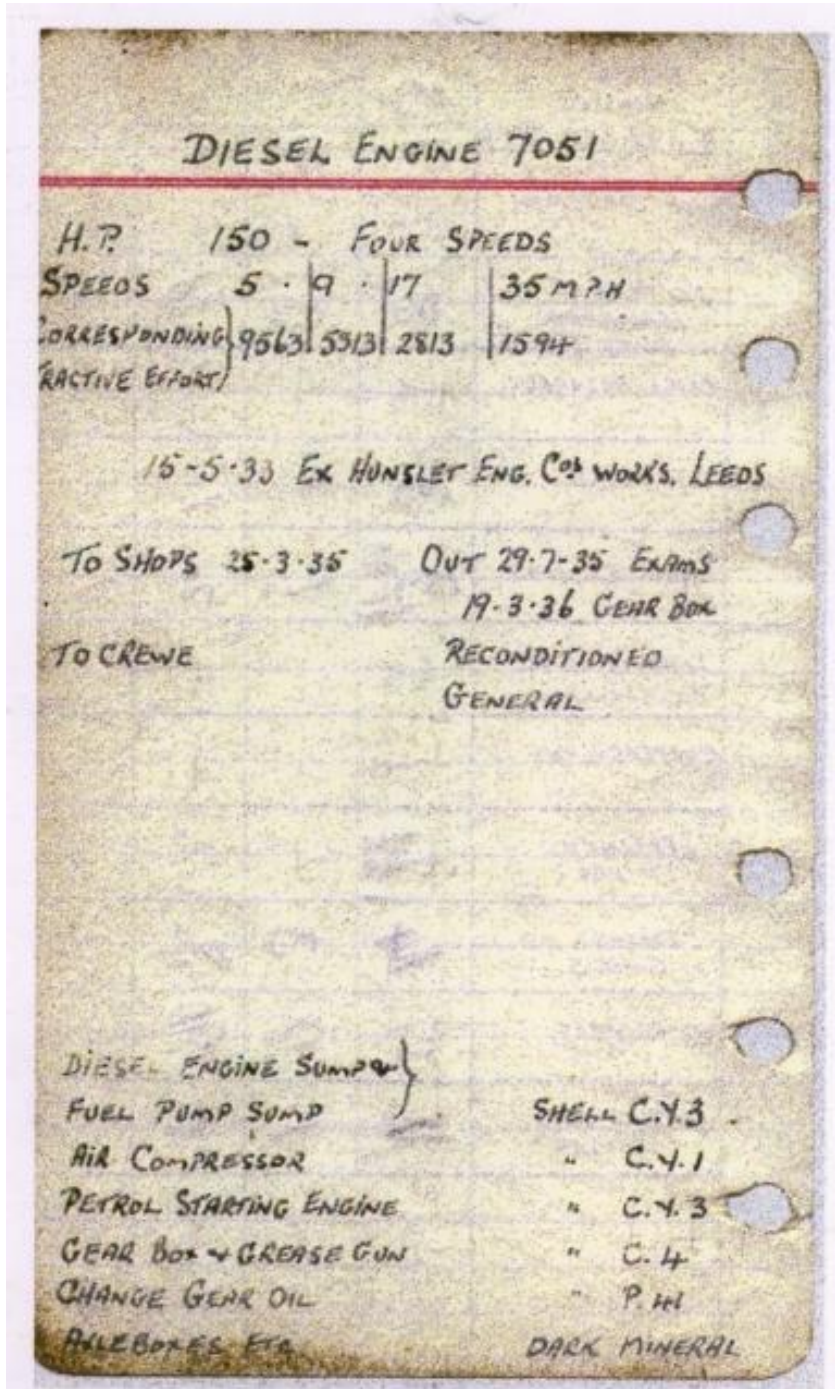 DIESEL ENGINE 7051
H.P. 150 - FOUR SPEEDS
SPEEDS 5 · 9 · 17 35 MPH
CORRESPONDING 9563 5313 2813 1594
TRACTIVE EFFORT
15-5-33 EX HUNSLET ENG. Cos WORKS. LEEDS
TO SHOPS 25-3-35 OUT 29-7-35 EXAMS
19-3-36 GEAR BOX
TO CREWE RECONDITIONED
GENERAL
DIESEL ENGINE SUMP &
FUEL PUMP SUMP SHELL C.Y.3
AIR COMPRESSOR " C.Y.1
PETROL STARTING ENGINE " C.Y.3
GEAR BOX & GREASE GUN " C.4
CHANGE GEAR OIL "
AXLEBOXES ETC DARK MINERAL